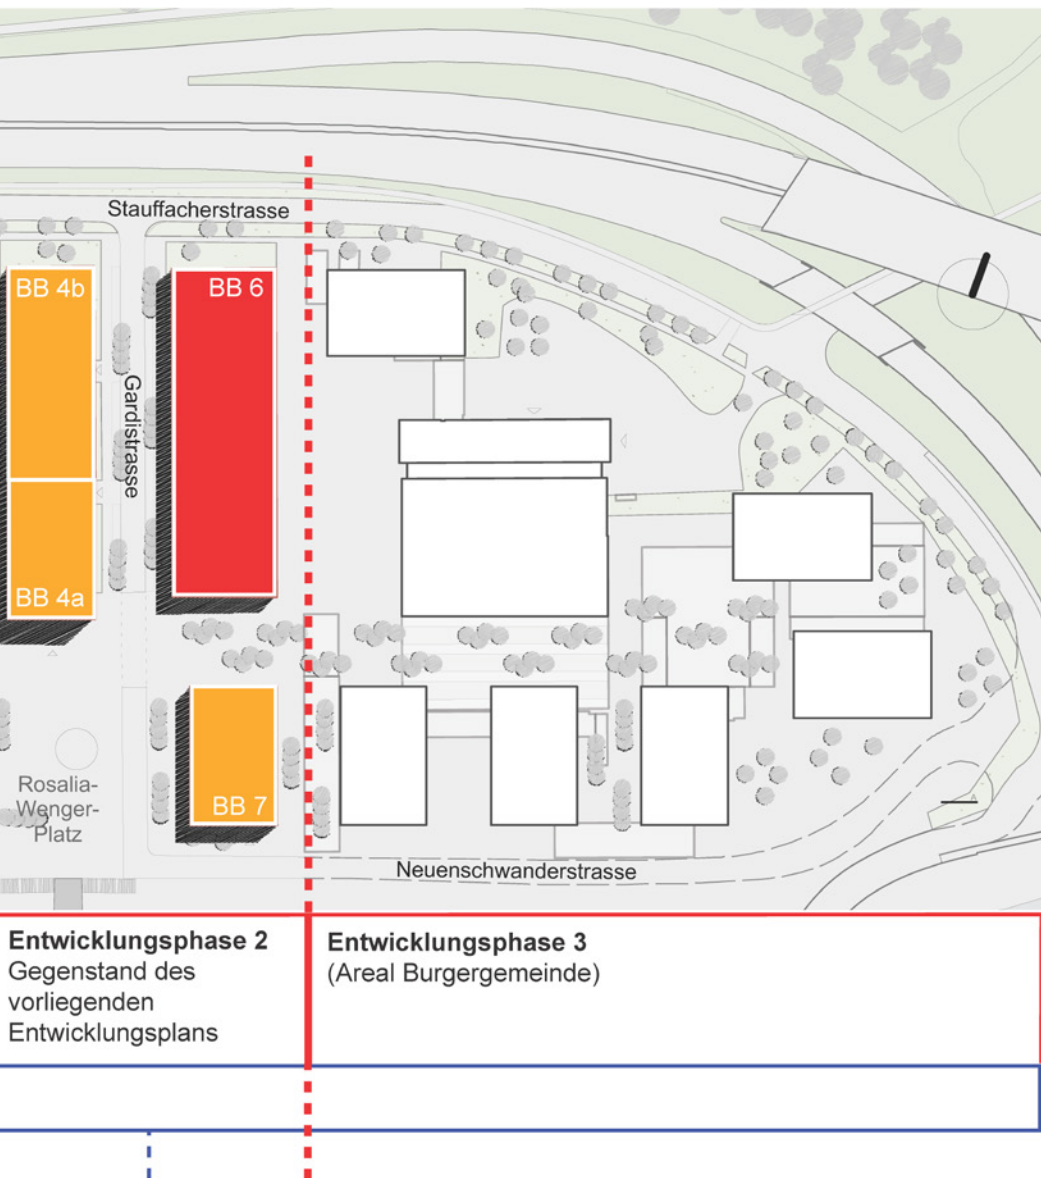 Stauffacherstrasse
BB 4b
BB 6
Gardistrasse
BB 4a
Rosalia-
Wenger-
Platz
BB 7
Neuenschwanderstrasse
Entwicklungsphase 2
Gegenstand des
vorliegenden
Entwicklungsplans
Entwicklungsphase 3
(Areal Burgergemeinde)